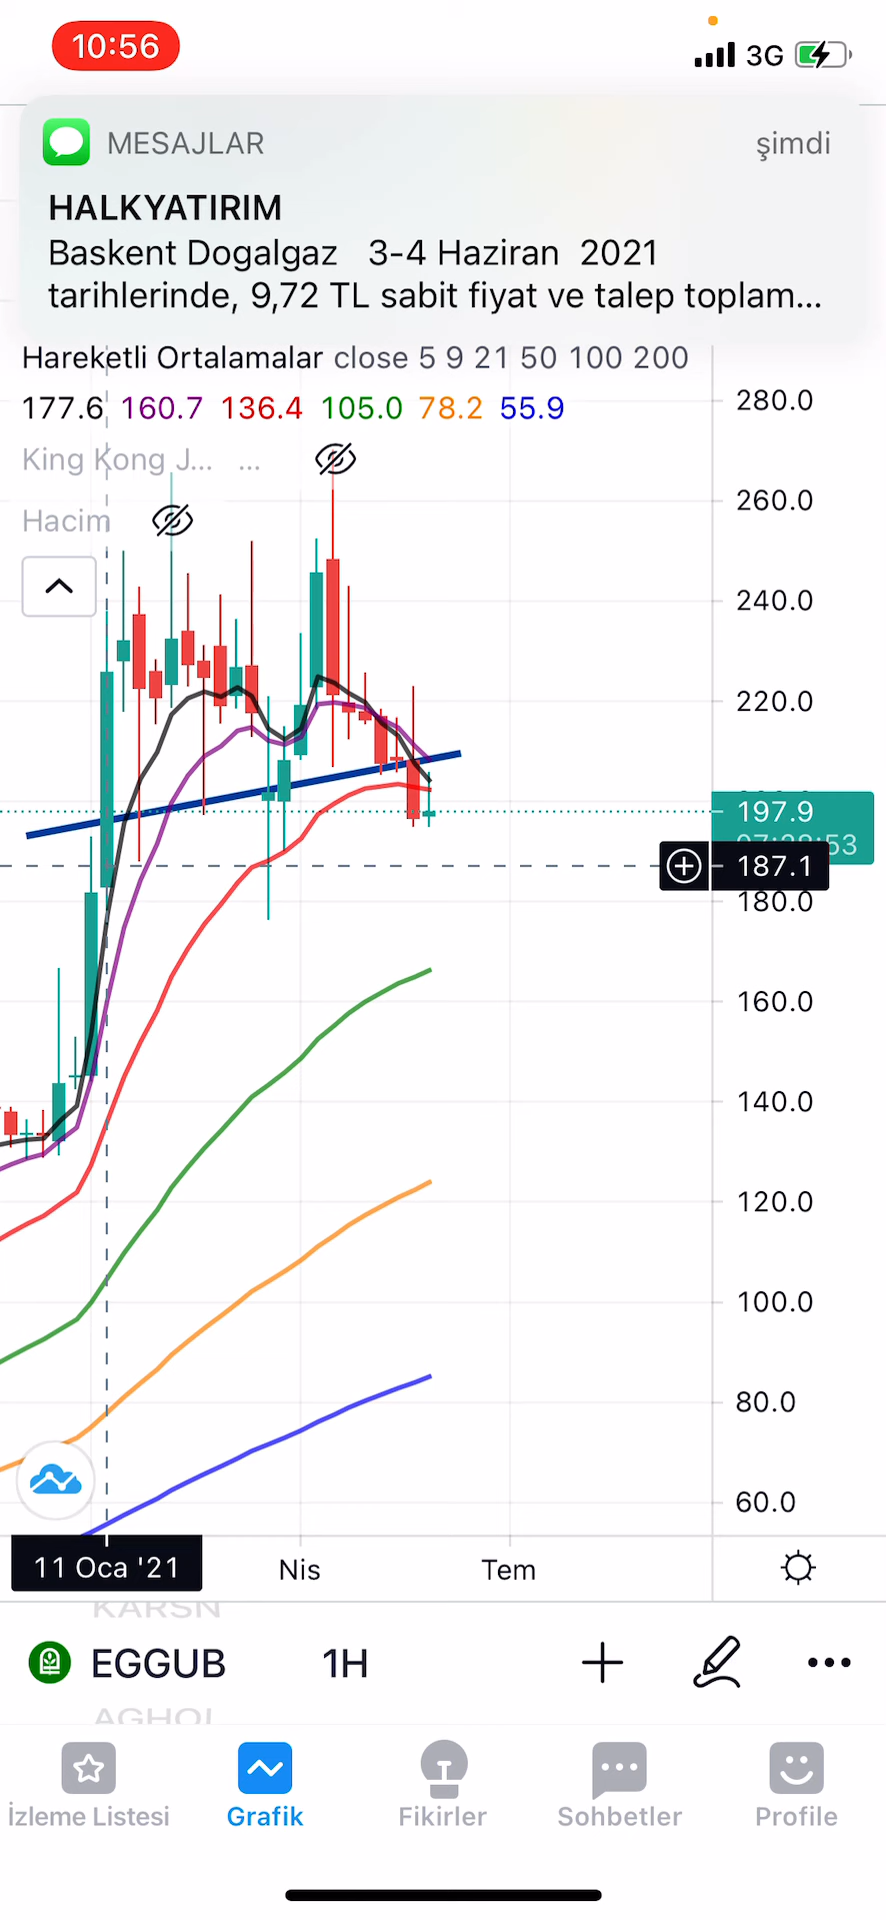 10:56
3G
MESAJLAR
şimdi
HALKYATIRIM
Baskent Dogalgaz 3-4 Haziran 2021
tarihlerinde, 9,72 TL sabit fiyat ve talep toplam...
Hareketli Ortalamalar close 5 9 21 50 100 200
177.6 160.7 136.4 105.0 78.2 55.9
King Kong J... ...
Hacim
280.0
260.0
240.0
220.0
197.9
187.1
180.0
160.0
140.0
120.0
100.0
80.0
60.0
11 Oca '21
Nis
Tem
KARSN
EGGUB
1H
İzleme Listesi
Grafik
Fikirler
Sohbetler
Profile